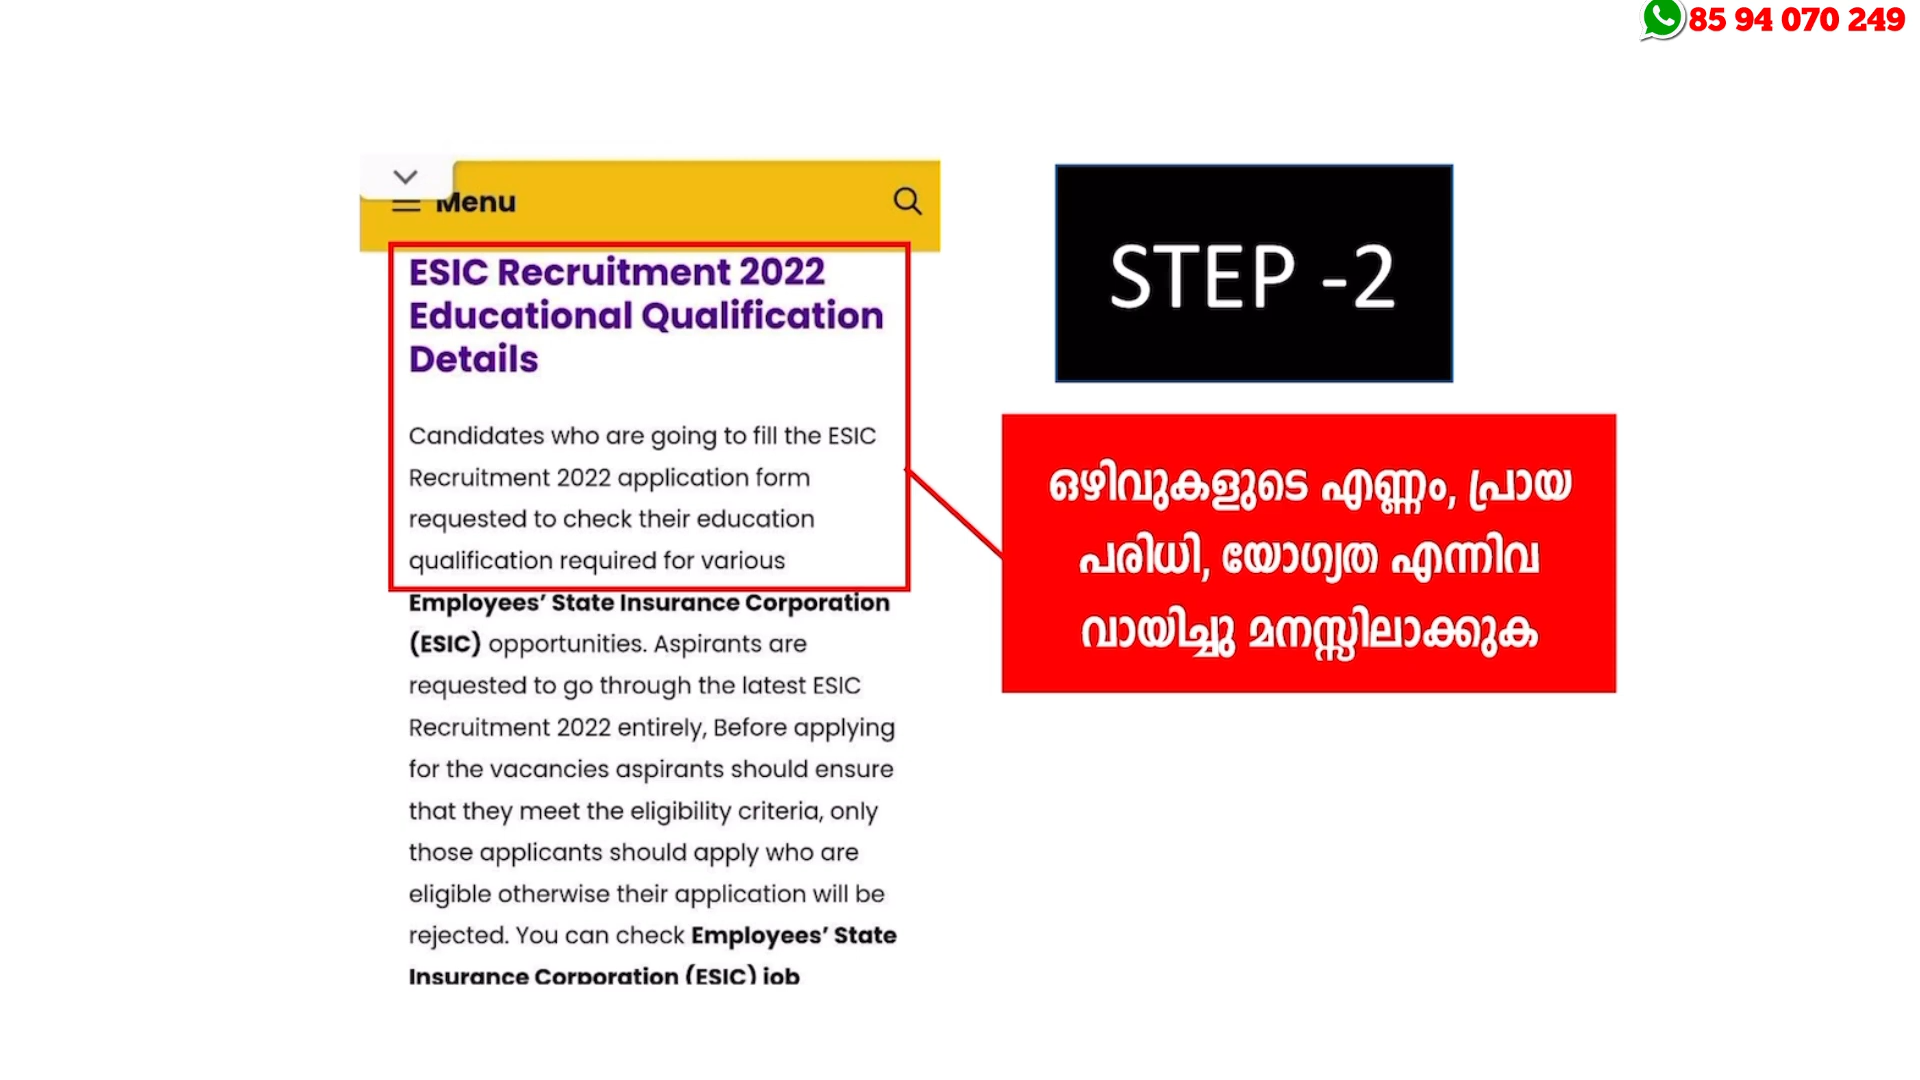 85 94 070 249
Menu
ESIC Recruitment 2022
Educational Qualification
Details
Candidates who are going to fill the ESIC
Recruitment 2022 application form
requested to check their education
qualification required for various
Employees’ State Insurance Corporation
(ESIC) opportunities. Aspirants are
requested to go through the latest ESIC
Recruitment 2022 entirely, Before applying
for the vacancies aspirants should ensure
that they meet the eligibility criteria, only
those applicants should apply who are
eligible otherwise their application will be
rejected. You can check Employees’ State
Insurance Corporation (ESIC) job
STEP -2
ഒഴിവുകളുടെ എണ്ണം, പ്രായ
പരിധി, യോഗ്യത എന്നിവ
വായിച്ചു മനസ്സിലാക്കുക